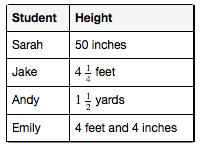 Student Height
Sarah 50 inches
Jake 4 1/4 feet
Andy 1 1/2 yards
Emily 4 feet and 4 inches